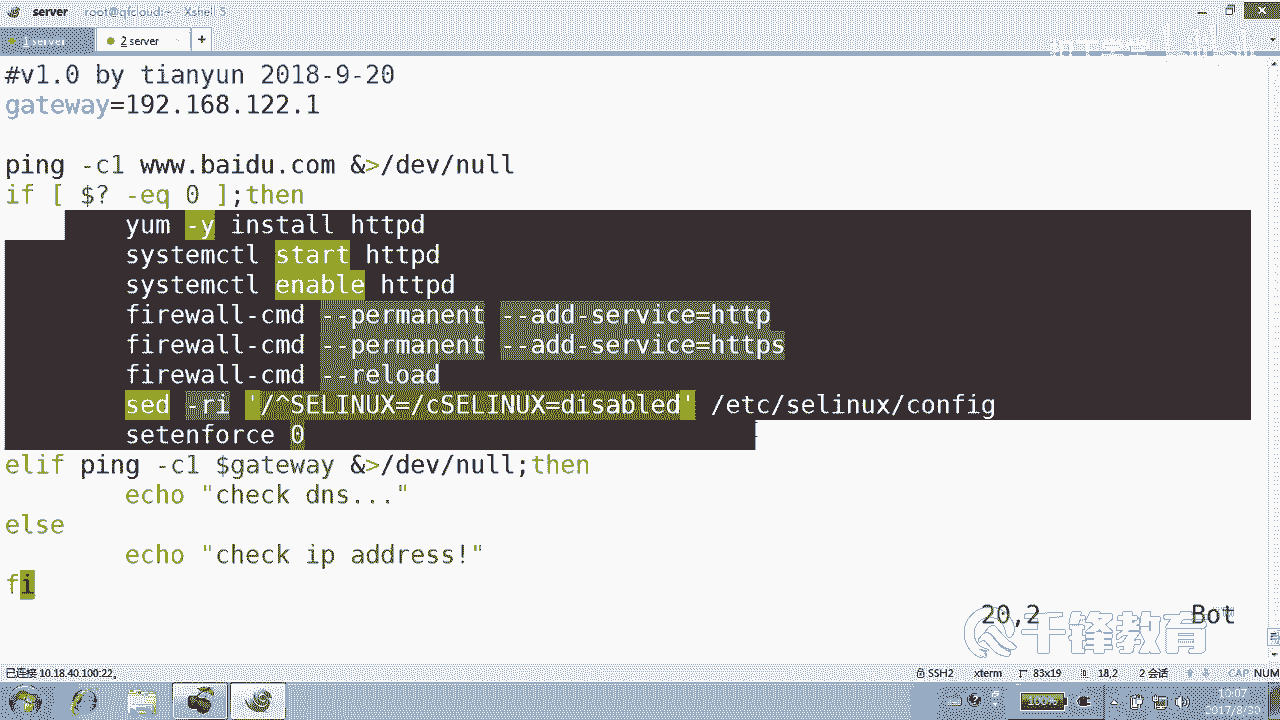 server root@qfcloud:~ - Xshell 5
1 server 2 server +
#v1.0 by tianyun 2018-9-20
gateway=192.168.122.1
ping -c1 www.baidu.com &>/dev/null
if [ $? -eq 0 ];then
yum -y install httpd
systemctl start httpd
systemctl enable httpd
firewall-cmd --permanent --add-service=http
firewall-cmd --permanent --add-service=https
firewall-cmd --reload
sed -ri '/^SELINUX=/cSELINUX=disabled' /etc/selinux/config
setenforce 0
elif ping -c1 $gateway &>/dev/null;then
echo "check dns..."
else
echo "check ip address!"
fi
20,2 Bot
千锋教育
已连接 10.18.40.100:22。 SSH2 xterm 83x19 18,2 2 会话 CAP NUM
100% 10:07
2017/8/30